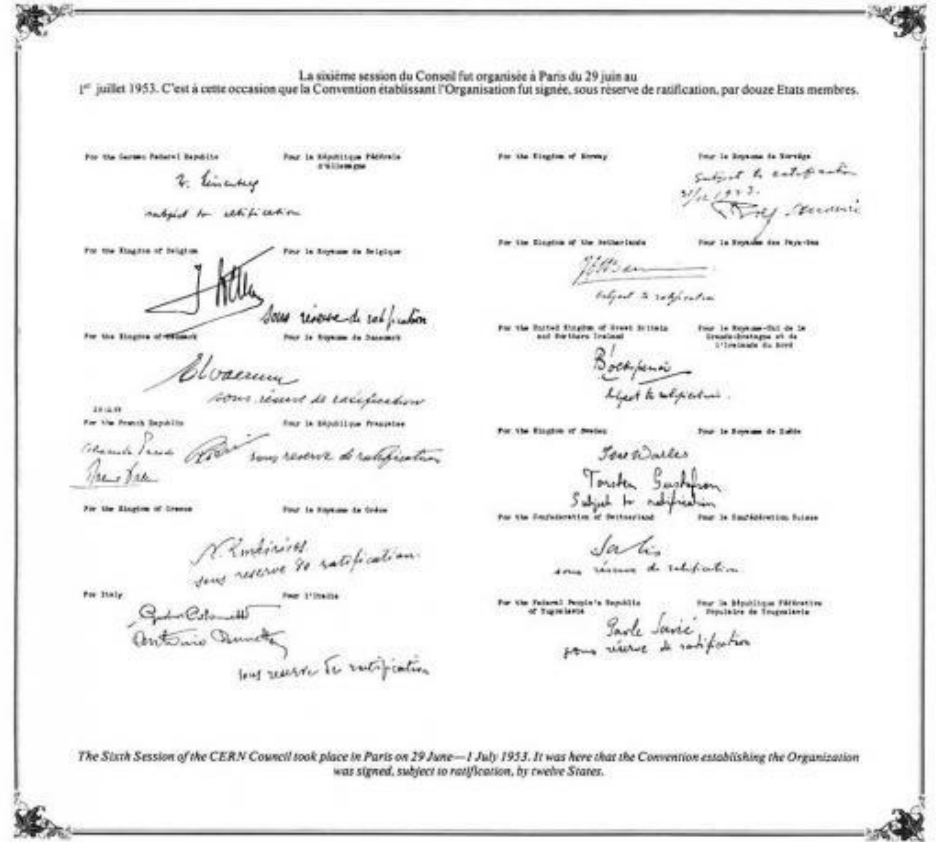 La sixième session du Conseil fut organisée à Paris du 29 juin au
1er juillet 1953. C'est à cette occasion que la Convention établissant l'Organisation fut signée, sous réserve de ratification, par douze Etats membres.
For the German Federal Republic Pour la République Fédérale
d'Allemagne
subject to ratification
For the Kingdom of Belgium Pour le Royaume de Belgique
sous réserve de ratification
For the Kingdom of Denmark Pour le Royaume de Danemark
sous réserve de ratification
For the French Republic Pour la République Française
sous reserve de ratification
For the Kingdom of Greece Pour le Royaume de Grèce
sous reserve de ratification.
For Italy Pour l'Italie
Antonio
sous reserve de ratification
For the Kingdom of Norway Pour le Royaume de Norvège
Subject to ratification
For the Kingdom of the Netherlands Pour le Royaume des Pays-Bas
subject to ratification
For the United Kingdom of Great Britain Pour le Royaume-Uni de la
and Northern Ireland Grande-Bretagne et de
l'Irelande du Nord
Subject to ratification.
For the Kingdom of Sweden Pour le Royaume de Suède
Torsten Gustafson
Subject to ratification
For the Confederation of Switzerland Pour la Confédération Suisse
sous réserve de ratification
For the Federal People's Republic Pour la République Fédérative
of Yugoslavia Populaire de Yougoslavie
Pavle Savić
sous réserve de ratification
The Sixth Session of the CERN Council took place in Paris on 29 June—1 July 1953. It was here that the Convention establishing the Organization
was signed, subject to ratification, by twelve States.